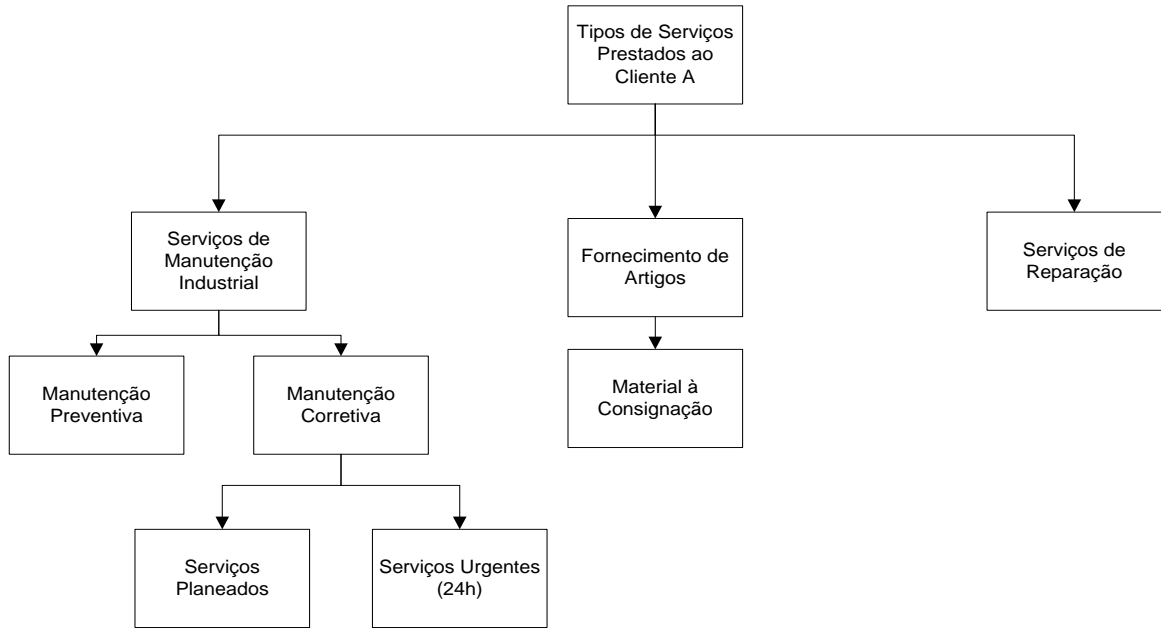 Tipos de Serviços
Prestados ao
Cliente A
Serviços de
Manutenção
Industrial
Fornecimento de
Artigos
Serviços de
Reparação
Manutenção
Preventiva
Manutenção
Corretiva
Material à
Consignação
Serviços
Planeados
Serviços Urgentes
(24h)